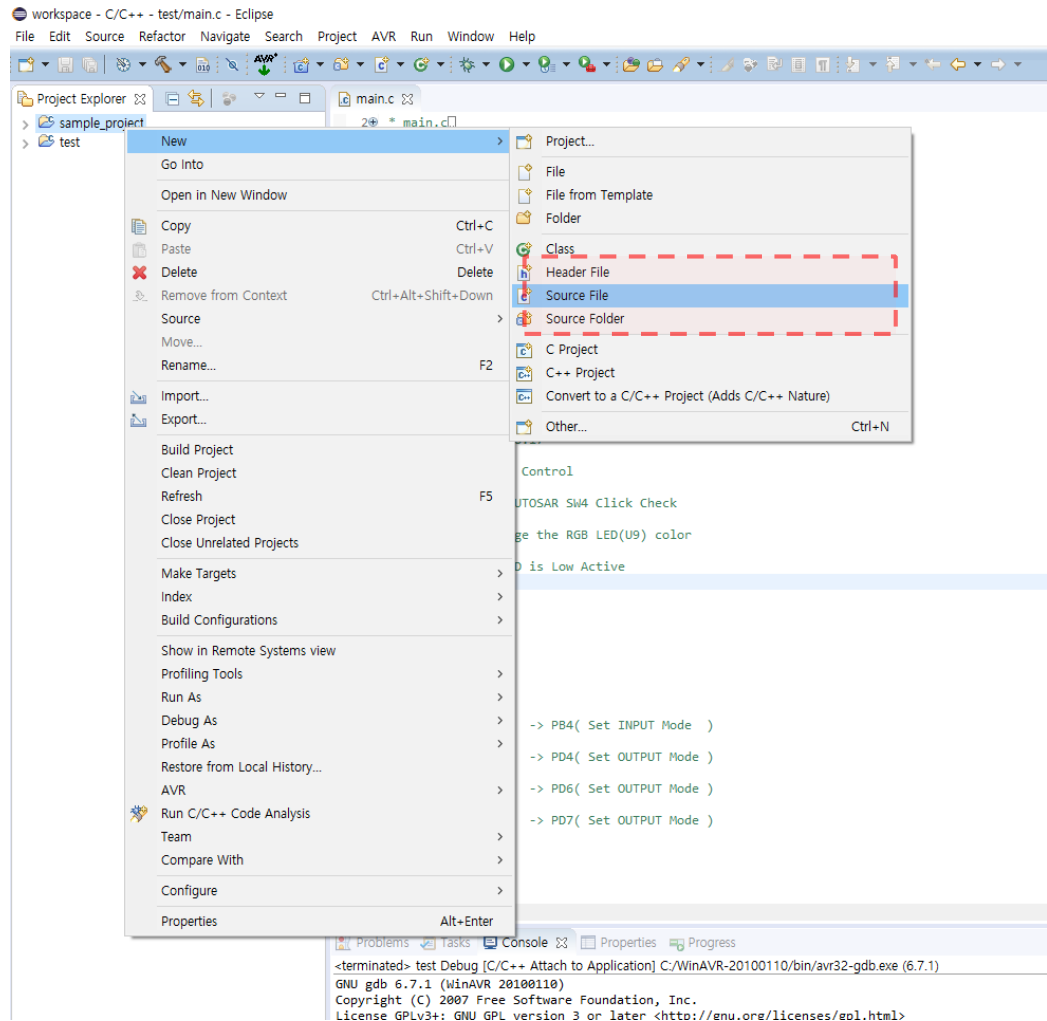 workspace - C/C++ - test/main.c - Eclipse
File Edit Source Refactor Navigate Search Project AVR Run Window Help
Project Explorer
main.c
sample_project
test
2 * main.c
New
Go Into
Open in New Window
Copy Ctrl+C
Paste Ctrl+V
Delete Delete
Remove from Context Ctrl+Alt+Shift+Down
Source
Move...
Rename... F2
Import...
Export...
Build Project
Clean Project
Refresh F5
Close Project
Close Unrelated Projects
Make Targets
Index
Build Configurations
Show in Remote Systems view
Profiling Tools
Run As
Debug As
Profile As
Restore from Local History...
AVR
Run C/C++ Code Analysis
Team
Compare With
Configure
Properties Alt+Enter
Project...
File
File from Template
Folder
Class
Header File
Source File
Source Folder
C Project
C++ Project
Convert to a C/C++ Project (Adds C/C++ Nature)
Other... Ctrl+N
Control
UTOSAR SW4 Click Check
ge the RGB LED(U9) color
D is Low Active
-> PB4( Set INPUT Mode )
-> PD4( Set OUTPUT Mode )
-> PD6( Set OUTPUT Mode )
-> PD7( Set OUTPUT Mode )
Problems Tasks Console Properties Progress
<terminated> test Debug [C/C++ Attach to Application] C:/WinAVR-20100110/bin/avr32-gdb.exe (6.7.1)
GNU gdb 6.7.1 (WinAVR 20100110)
Copyright (C) 2007 Free Software Foundation, Inc.
License GPLv3+: GNU GPL version 3 or later <http://gnu.org/licenses/gpl.html>